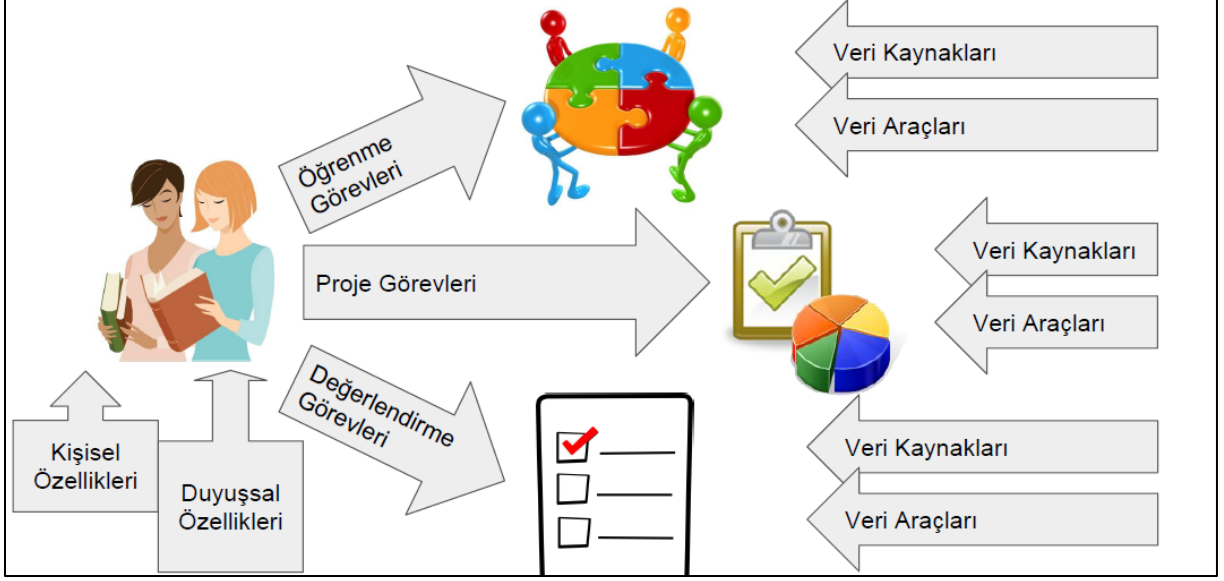 Veri Kaynakları
Veri Araçları
Öğrenme
Görevleri
Proje Görevleri
Veri Kaynakları
Veri Araçları
Değerlendirme
Görevleri
Veri Kaynakları
Veri Araçları
Kişisel
Özellikleri
Duyuşsal
Özellikleri